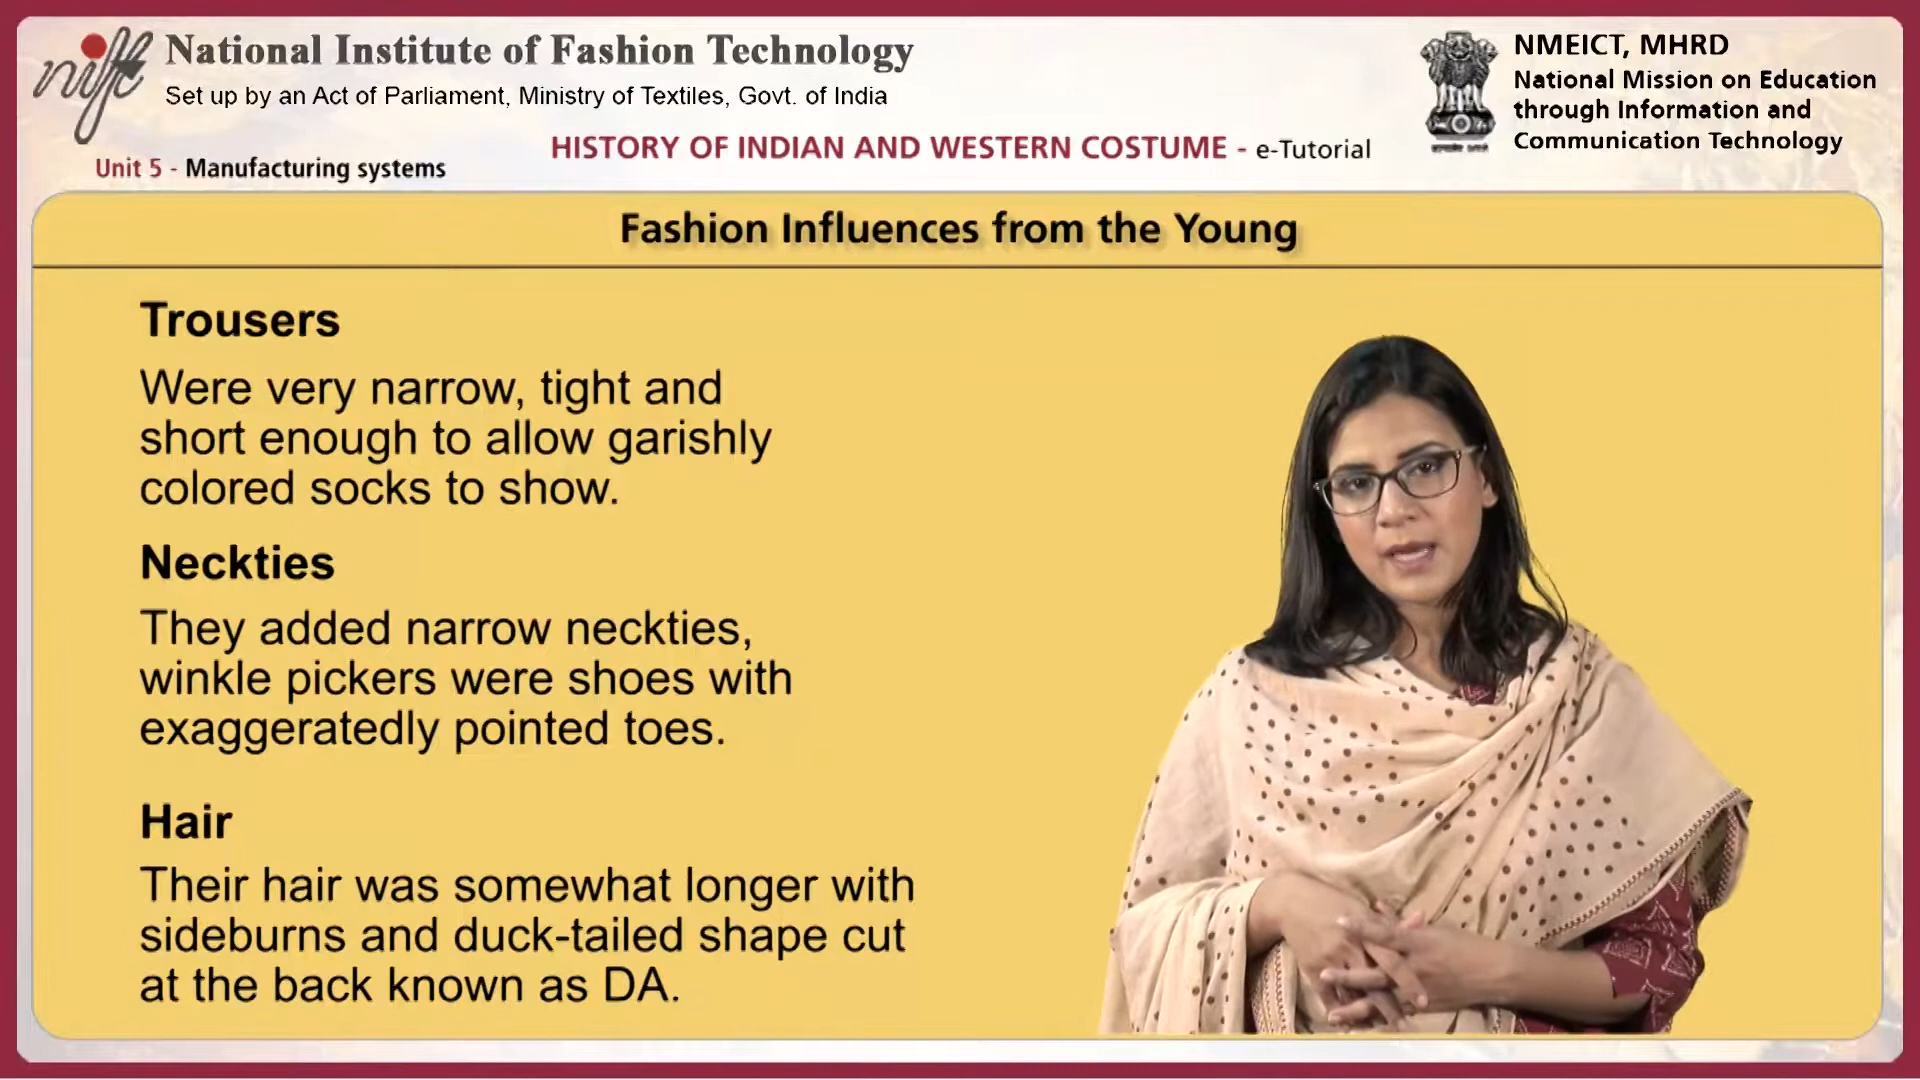 nift
National Institute of Fashion Technology
Set up by an Act of Parliament, Ministry of Textiles, Govt. of India
NMEICT, MHRD
National Mission on Education
through Information and
Communication Technology
HISTORY OF INDIAN AND WESTERN COSTUME - e-Tutorial
Unit 5 - Manufacturing systems
Fashion Influences from the Young
Trousers
Were very narrow, tight and
short enough to allow garishly
colored socks to show.
Neckties
They added narrow neckties,
winkle pickers were shoes with
exaggeratedly pointed toes.
Hair
Their hair was somewhat longer with
sideburns and duck-tailed shape cut
at the back known as DA.